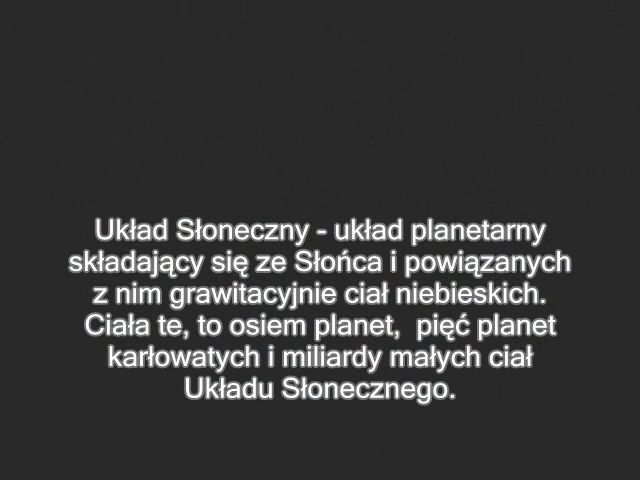 Układ Słoneczny - układ planetarny
składający się ze Słońca i powiązanych
z nim grawitacyjnie ciał niebieskich.
Ciała te, to osiem planet,  pięć planet
karłowatych i miliardy małych ciał
Układu Słonecznego.